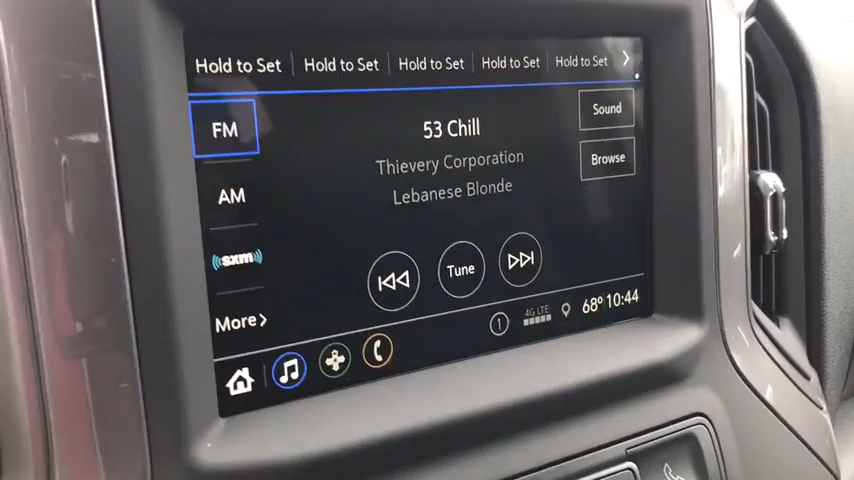 Hold to Set Hold to Set Hold to Set Hold to Set Hold to Set
FM
53 Chill
Sound
Thievery Corporation
Browse
AM
Lebanese Blonde
sxm
Tune
More
1
4G LTE
68° 10:44